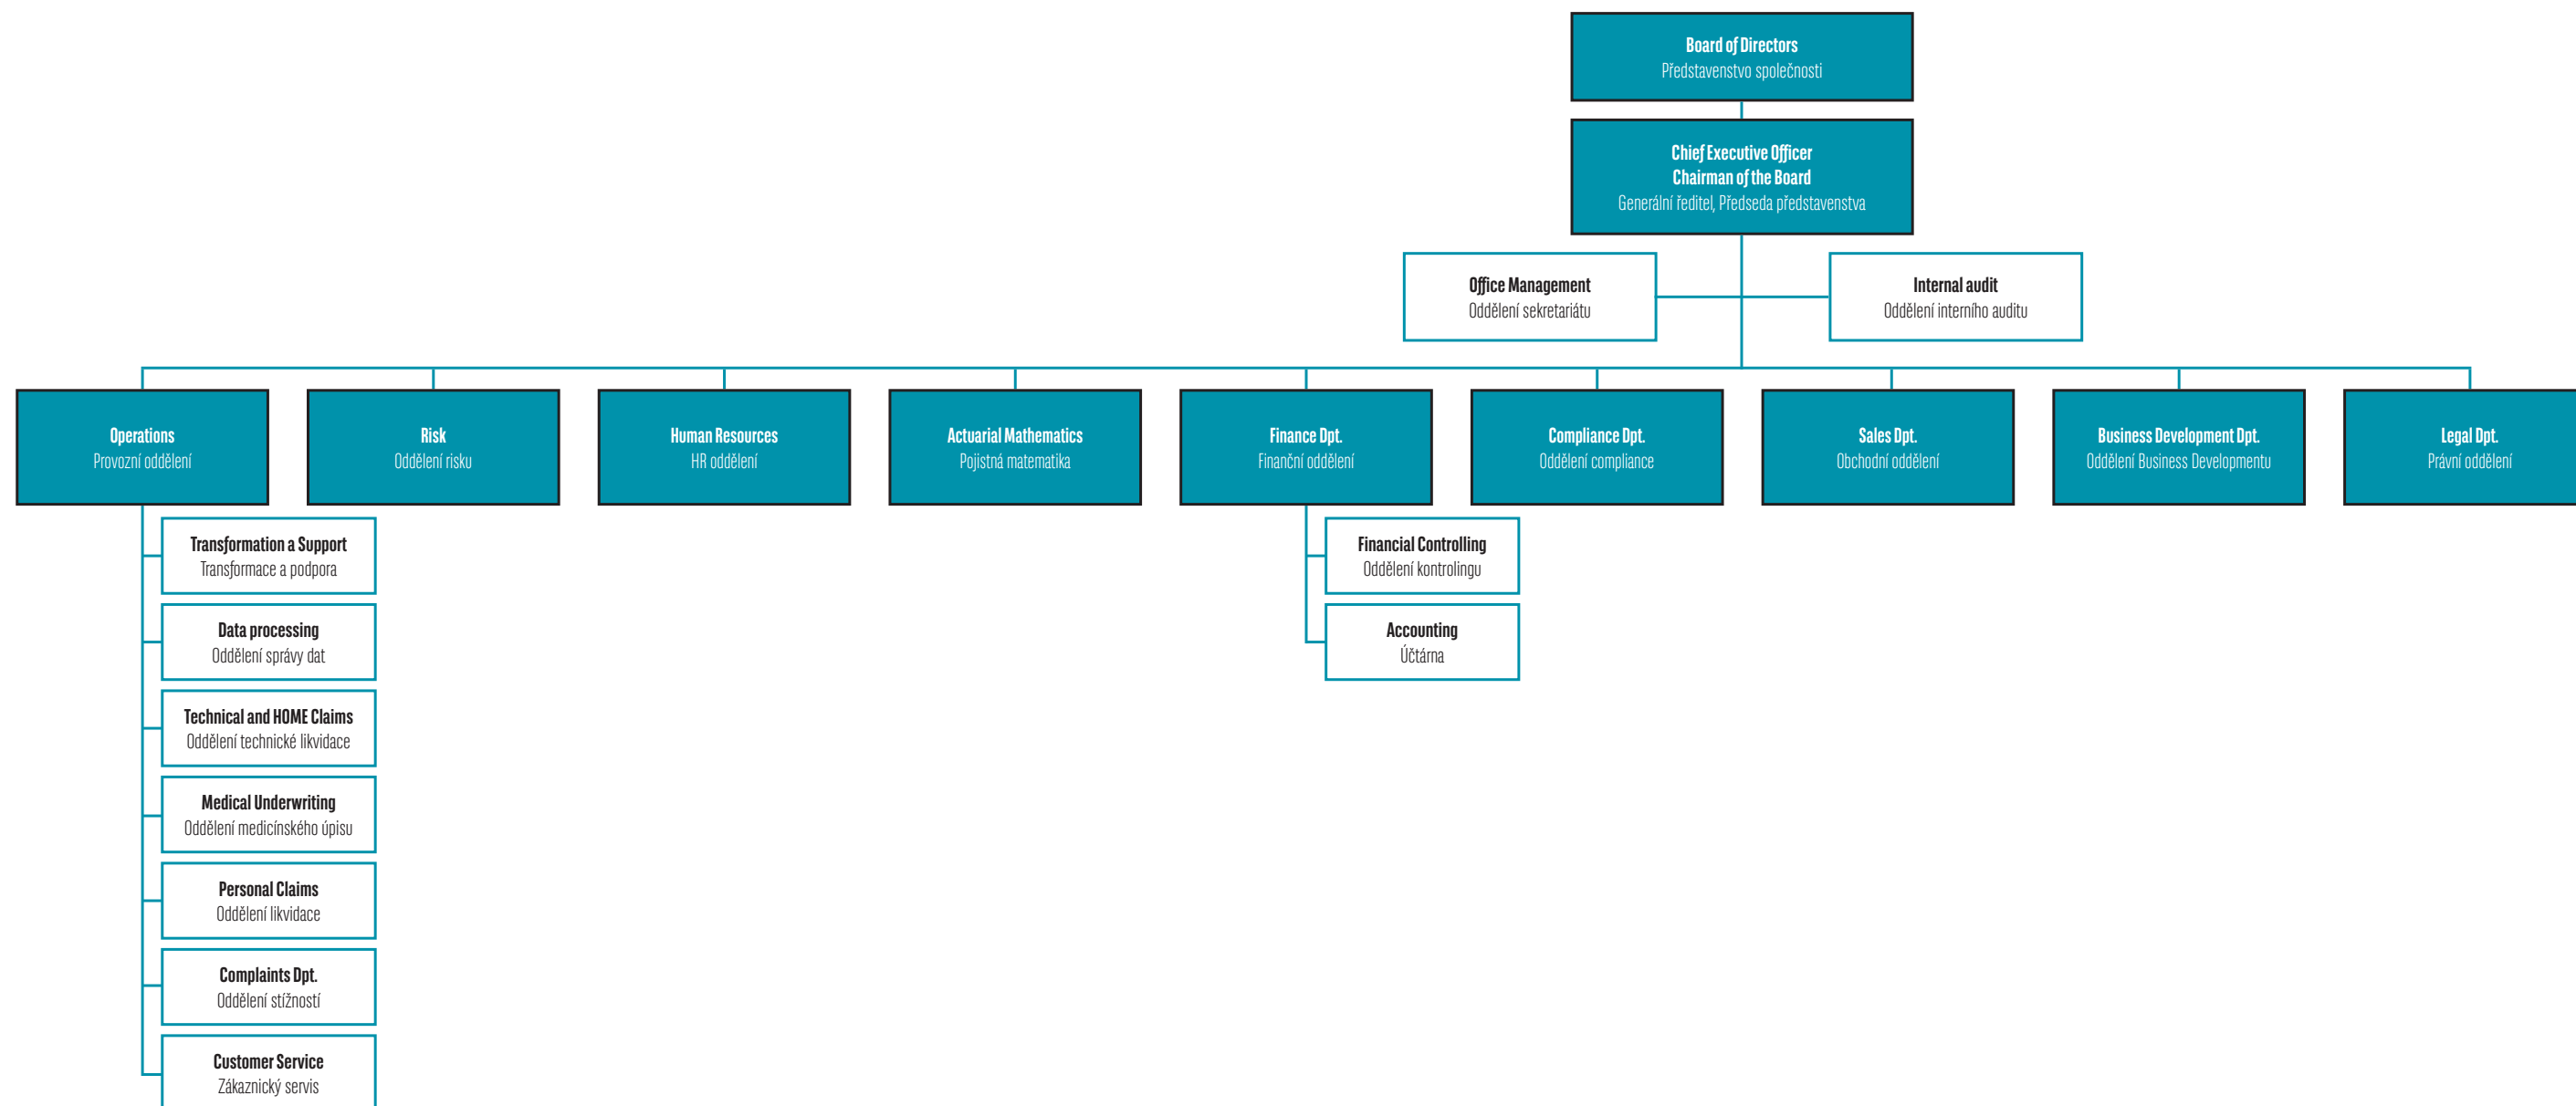 Board of Directors
Představenstvo společnosti
Chief Executive Officer
Chairman of the Board
Generální ředitel, Předseda představenstva
Office Management
Oddělení sekretariátu
Internal audit
Oddělení interního auditu
Operations
Provozní oddělení
Risk
Oddělení risku
Human Resources
HR oddělení
Actuarial Mathematics
Pojistná matematika
Finance Dpt.
Finanční oddělení
Compliance Dpt.
Oddělení compliance
Sales Dpt.
Obchodní oddělení
Business Development Dpt.
Oddělení Business Developmentu
Legal Dpt.
Právní oddělení
Transformation a Support
Transformace a podpora
Data processing
Oddělení správy dat
Technical and HOME Claims
Oddělení technické likvidace
Medical Underwriting
Oddělení medicínského úpisu
Personal Claims
Oddělení likvidace
Complaints Dpt.
Oddělení stížností
Customer Service
Zákaznický servis
Financial Controlling
Oddělení kontrolingu
Accounting
Účtárna